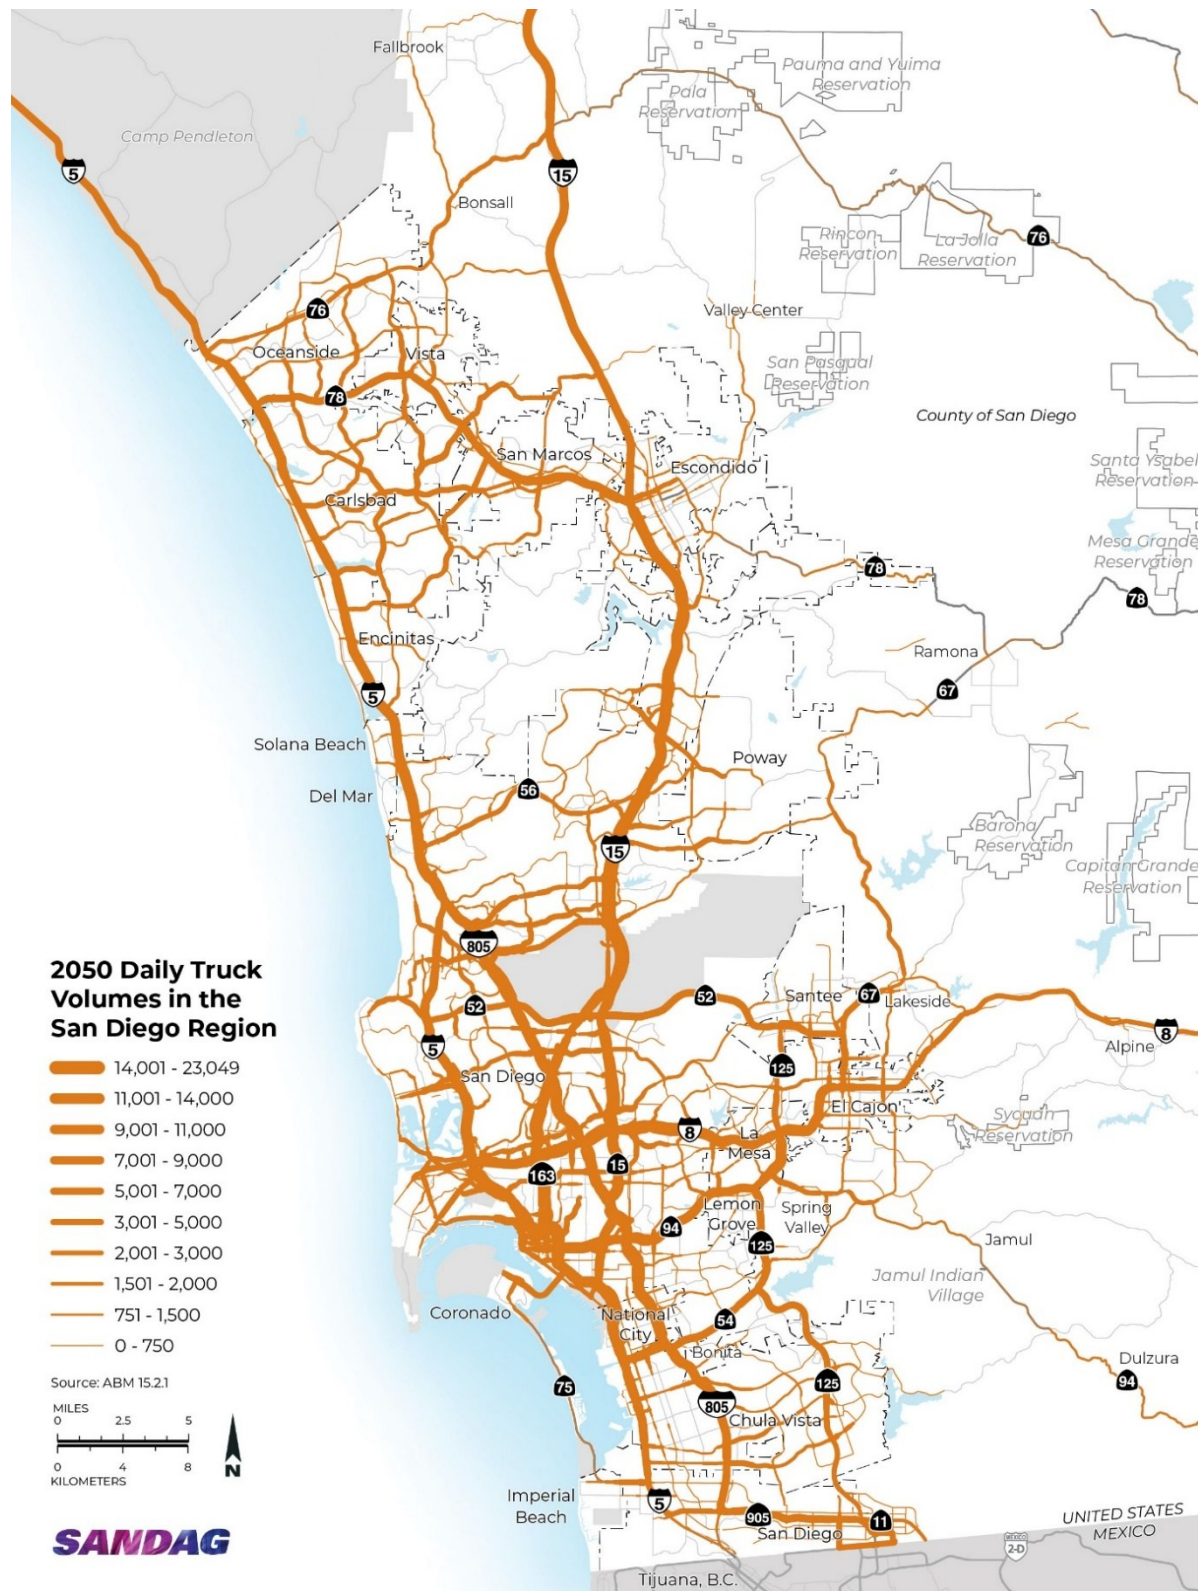 Fallbrook
Pauma and Yuima
Reservation
Pala
Reservation
Camp Pendleton
5
15
Bonsall
Rincon
Reservation
La Jolla
Reservation
76
76
Valley Center
Oceanside
Vista
San Pasqual
Reservation
78
County of San Diego
San Marcos
Escondido
Santa Ysabel
Reservation
Carlsbad
Mesa Grande
Reservation
78
78
Encinitas
Ramona
5
67
Solana Beach
Poway
Del Mar
56
Barona
Reservation
15
Capitan Grande
Reservation
805
2050 Daily Truck
Volumes in the
San Diego Region
14,001 - 23,049
11,001 - 14,000
9,001 - 11,000
7,001 - 9,000
5,001 - 7,000
3,001 - 5,000
2,001 - 3,000
1,501 - 2,000
751 - 1,500
0 - 750
Source: ABM 15.2.1
MILES
0 2.5 5
0 4 8
KILOMETERS
N
SANDAG
52
52
Santee
67
Lakeside
5
8
Alpine
San Diego
125
El Cajon
Sycuan
Reservation
8
La
Mesa
163
15
Lemon
Grove
Spring
Valley
94
125
Jamul
Jamul Indian
Village
Coronado
National
City
54
Bonita
Dulzura
94
75
125
805
Chula Vista
Imperial
Beach
5
905
San Diego
11
UNITED STATES
MEXICO
MEXICO
2-D
Tijuana, B.C.